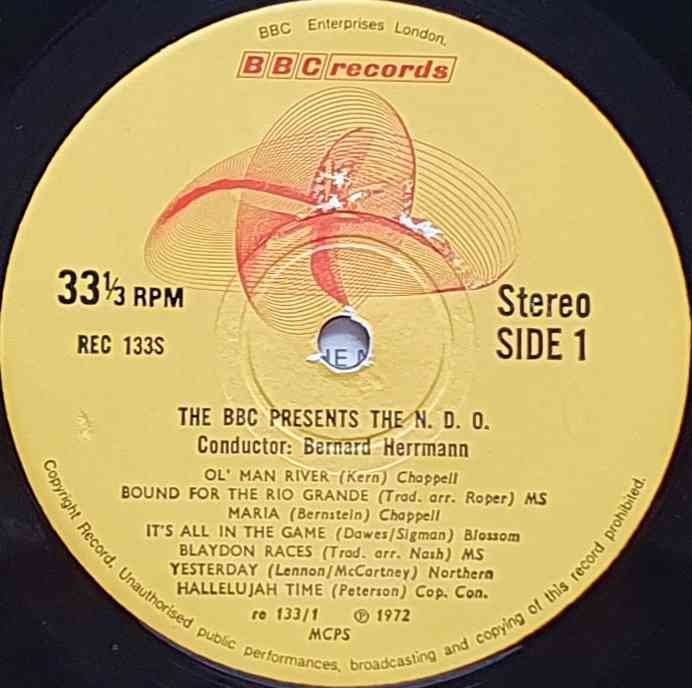 BBC Enterprises London.
BBC records
33⅓ RPM
REC 133S
Stereo
SIDE 1
THE BBC PRESENTS THE N. D. O.
Conductor: Bernard Herrmann
OL' MAN RIVER (Kern) Chappell
BOUND FOR THE RIO GRANDE (Trad. arr. Roper) MS
MARIA (Bernstein) Chappell
IT'S ALL IN THE GAME (Dawes/Sigman) Blossom
BLAYDON RACES (Trad. arr. Nash) MS
YESTERDAY (Lennon/McCartney) Northern
HALLELUJAH TIME (Peterson) Cop. Con.
re 133/1 ℗ 1972
MCPS
Copyright Record. Unauthorised public performances, broadcasting and copying of this record prohibited.